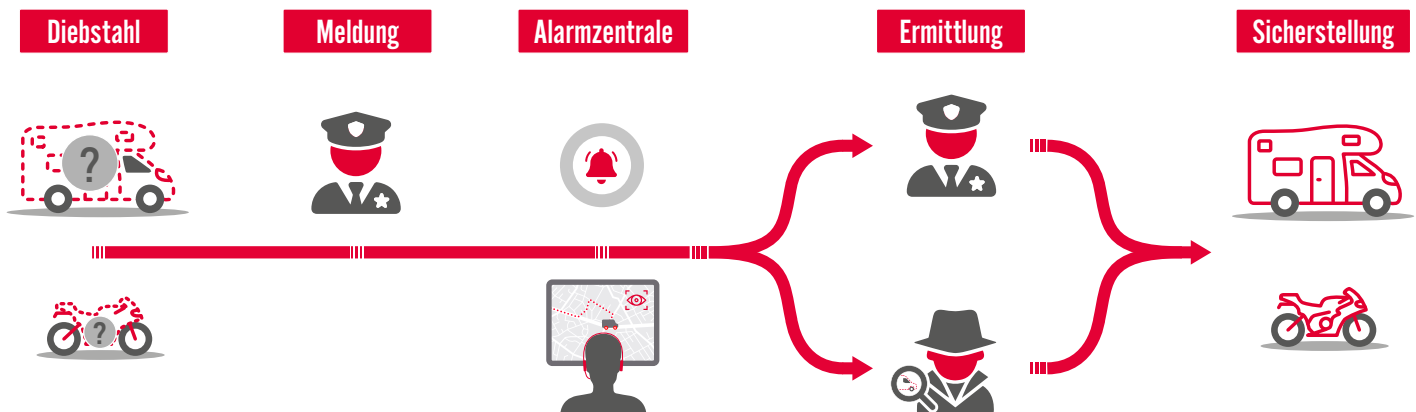 Diebstahl
Meldung
Alarmzentrale
Ermittlung
Sicherstellung
?
?